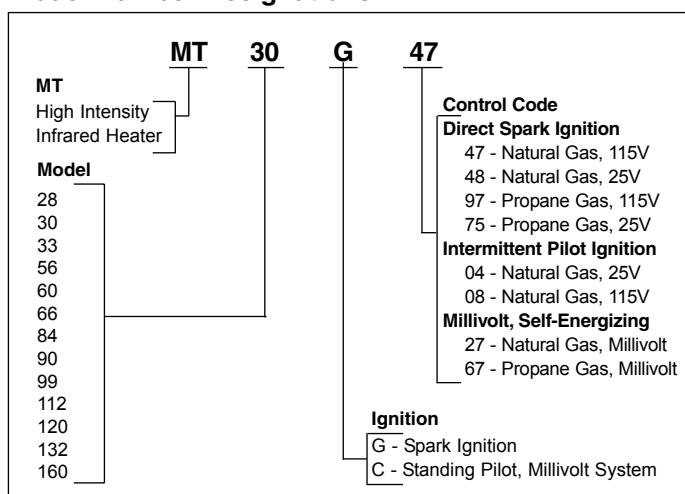 MT 30 G 47
MT
High Intensity
Infrared Heater
Model
28
30
33
56
60
66
84
90
99
112
120
132
160
Control Code
Direct Spark Ignition
47 - Natural Gas, 115V
48 - Natural Gas, 25V
97 - Propane Gas, 115V
75 - Propane Gas, 25V
Intermittent Pilot Ignition
04 - Natural Gas, 25V
08 - Natural Gas, 115V
Millivolt, Self-Energizing
27 - Natural Gas, Millivolt
67 - Propane Gas, Millivolt
Ignition
G - Spark Ignition
C - Standing Pilot, Millivolt System